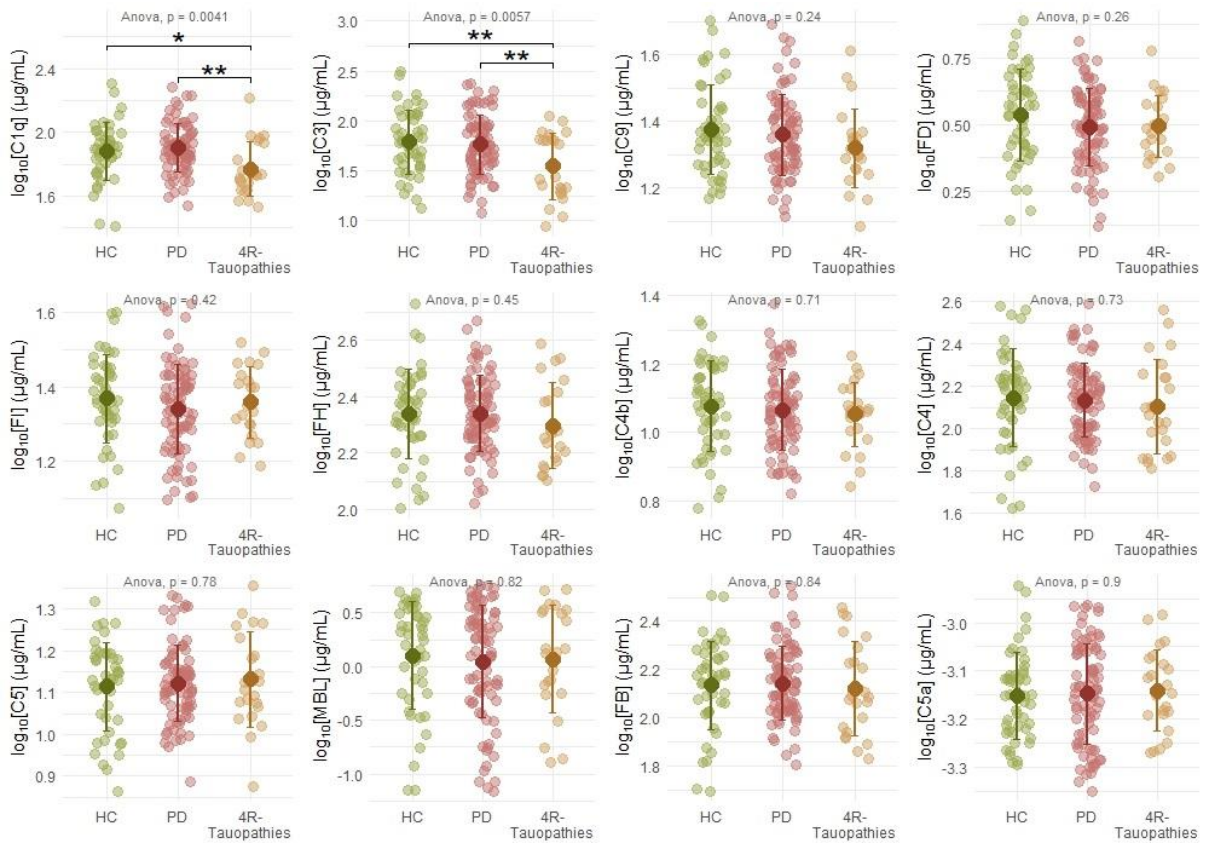 Anova, p = 0.0041
* 
**
log10[C1q] (µg/mL)
2.4
2.0
1.6
HC
PD
4R-
Tauopathies
Anova, p = 0.0057
**
**
log10[C3] (µg/mL)
3.0
2.5
2.0
1.5
1.0
HC
PD
4R-
Tauopathies
Anova, p = 0.24
log10[C9] (µg/mL)
1.6
1.4
1.2
HC
PD
4R-
Tauopathies
Anova, p = 0.26
log10[FD] (µg/mL)
0.75
0.50
0.25
HC
PD
4R-
Tauopathies
Anova, p = 0.42
log10[FI] (µg/mL)
1.6
1.4
1.2
HC
PD
4R-
Tauopathies
Anova, p = 0.45
log10[FH] (µg/mL)
2.6
2.4
2.2
2.0
HC
PD
4R-
Tauopathies
Anova, p = 0.71
log10[C4b] (µg/mL)
1.4
1.2
1.0
0.8
HC
PD
4R-
Tauopathies
Anova, p = 0.73
log10[C4] (µg/mL)
2.6
2.4
2.2
2.0
1.8
1.6
HC
PD
4R-
Tauopathies
Anova, p = 0.78
log10[C5] (µg/mL)
1.3
1.2
1.1
1.0
0.9
HC
PD
4R-
Tauopathies
Anova, p = 0.82
log10[MBL] (µg/mL)
0.5
0.0
-0.5
-1.0
HC
PD
4R-
Tauopathies
Anova, p = 0.84
log10[FB] (µg/mL)
2.4
2.2
2.0
1.8
HC
PD
4R-
Tauopathies
Anova, p = 0.9
log10[C5a] (µg/mL)
-3.0
-3.1
-3.2
-3.3
HC
PD
4R-
Tauopathies